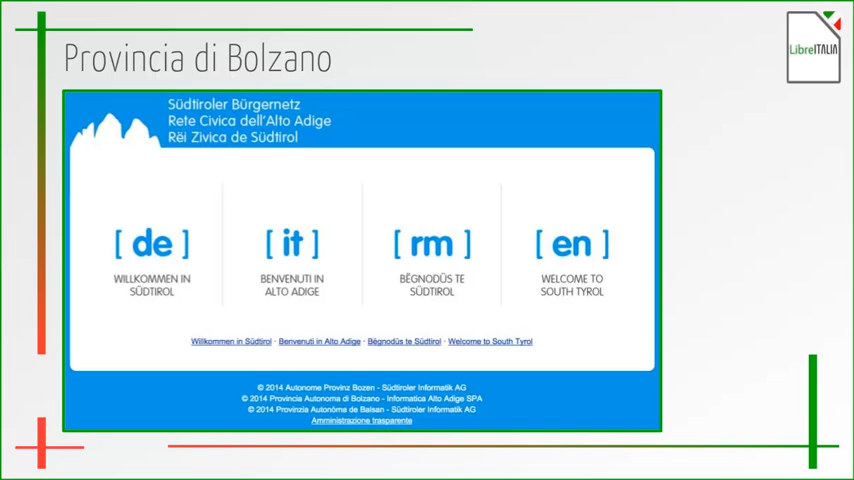 Provincia di Bolzano
LibreITALIA
Südtiroler Bürgernetz
Rete Civica dell'Alto Adige
Rëi Zivica de Südtirol
[ de ]
WILLKOMMEN IN
SÜDTIROL
[ it ]
BENVENUTI IN
ALTO ADIGE
[ rm ]
BËGNODÜS TE
SÜDTIROL
[ en ]
WELCOME TO
SOUTH TYROL
Willkommen in Südtirol · Benvenuti in Alto Adige · Bëgnodüs te Südtirol · Welcome to South Tyrol
© 2014 Autonome Provinz Bozen - Südtiroler Informatik AG
© 2014 Provincia Autonoma di Bolzano - Informatica Alto Adige SPA
© 2014 Provinzia Autonòma de Balsan - Südtiroler Informatik AG
Amministrazione trasparente